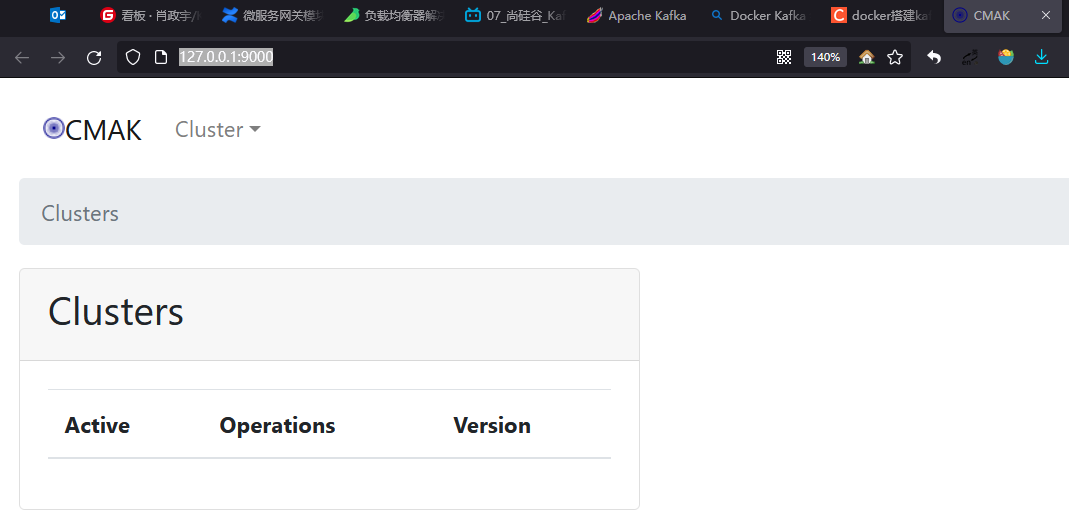 看板 · 肖政宇/
微服务网关模块
负载均衡器解决
07_尚硅谷_Kaf
Apache Kafka
Docker Kafka
docker搭建kaf
CMAK
127.0.0.1:9000
140%
CMAK Cluster
Clusters
Clusters
Active Operations Version